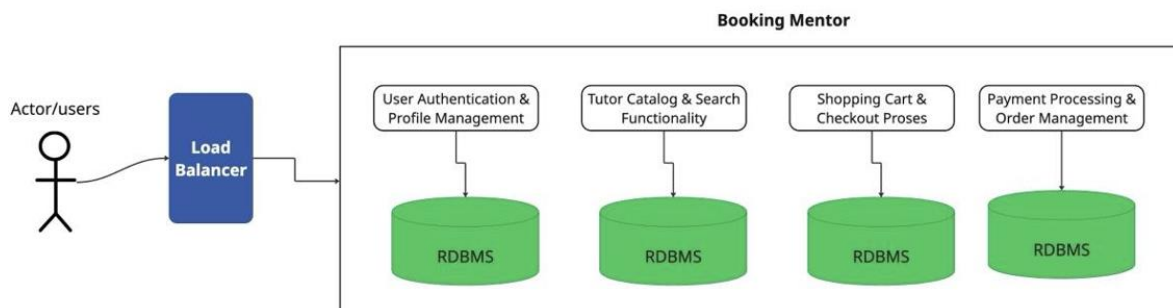 Booking Mentor
Actor/users
Load
Balancer
User Authentication &
Profile Management
Tutor Catalog & Search
Functionality
Shopping Cart &
Checkout Proses
Payment Processing &
Order Management
RDBMS
RDBMS
RDBMS
RDBMS